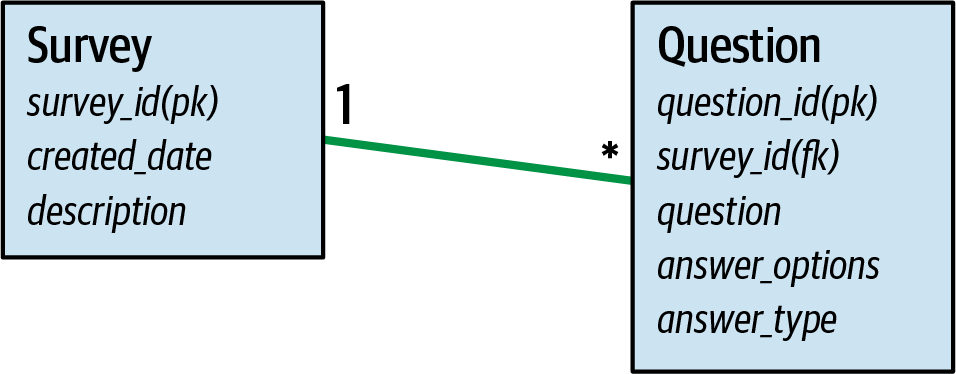 Survey
survey_id(pk)
created_date
description
1
*
Question
question_id(pk)
survey_id(fk)
question
answer_options
answer_type